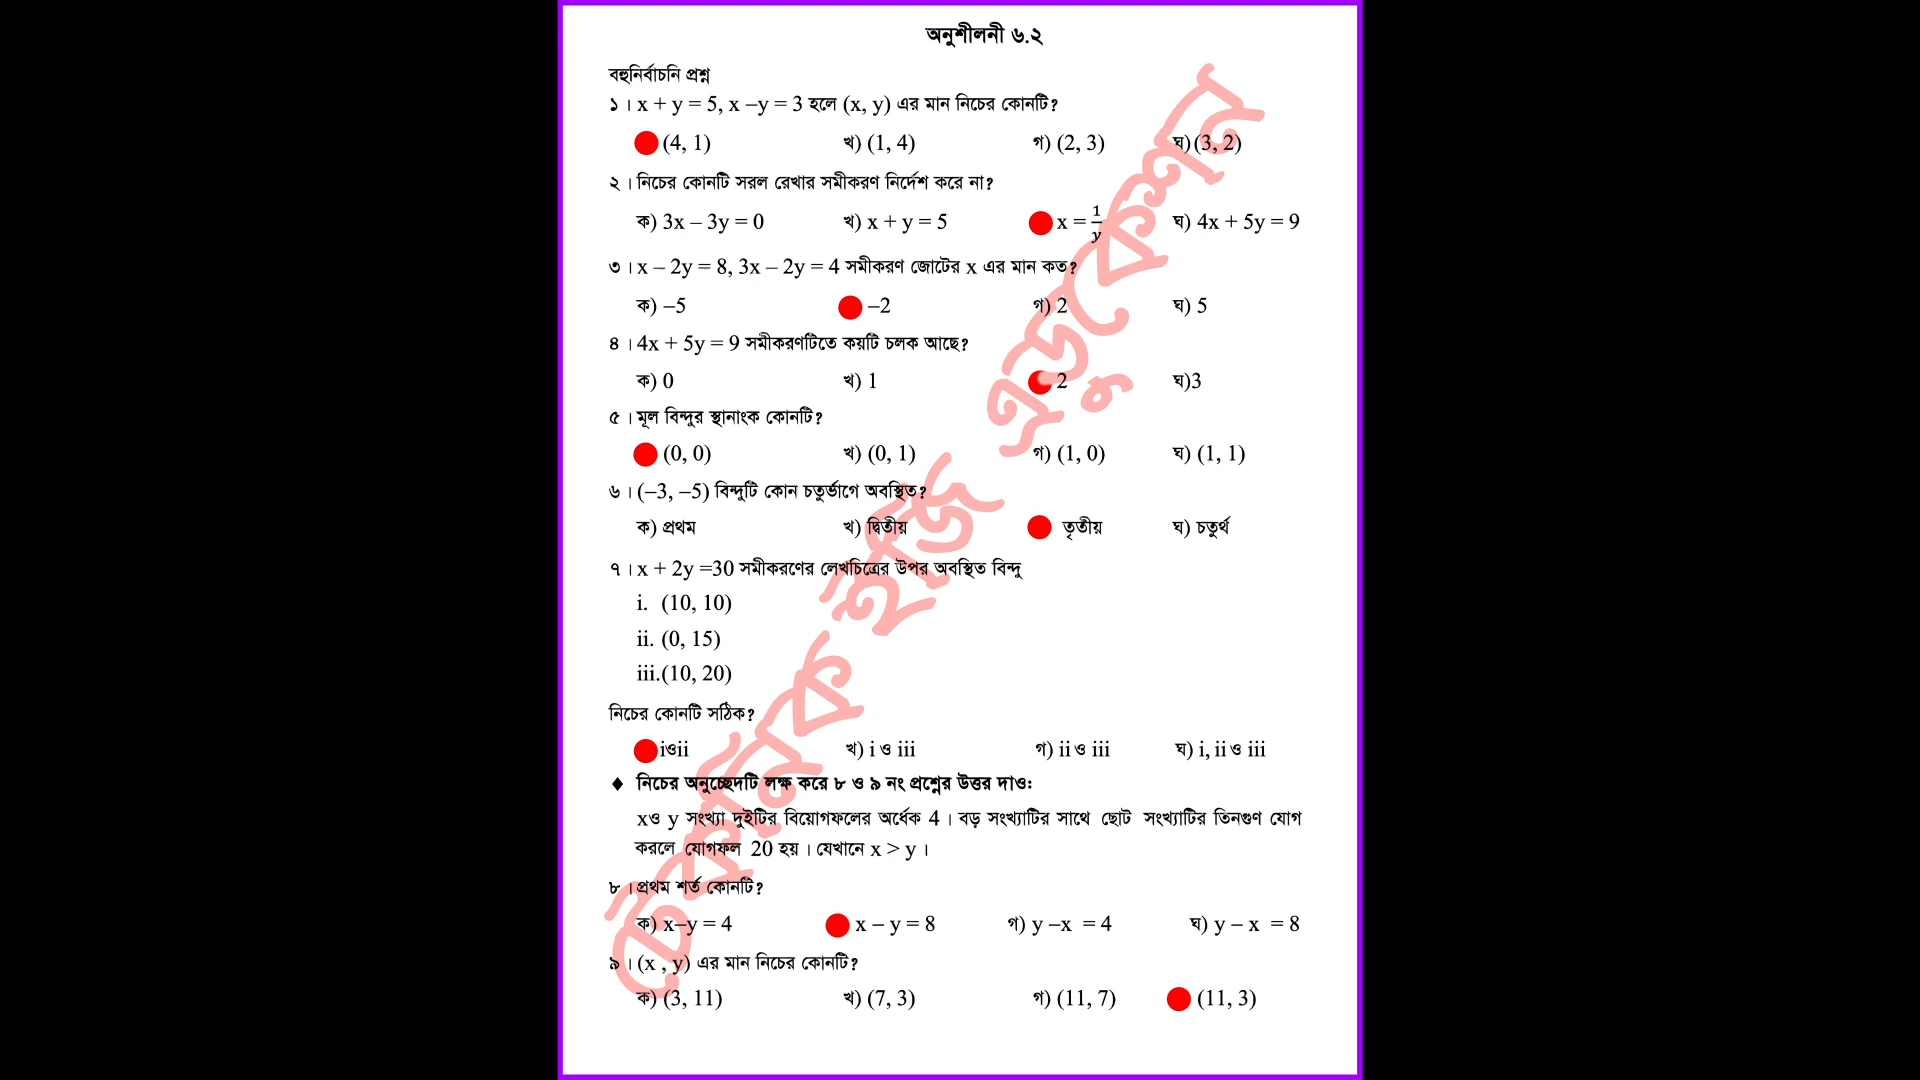 অনুশীলনী ৬.২
বহুনির্বাচনি প্রশ্ন
১। x + y = 5, x –y = 3 হলে (x, y) এর মান নিচের কোনটি?
(4, 1) খ) (1, 4) গ) (2, 3) ঘ) (3, 2)
২। নিচের কোনটি সরল রেখার সমীকরণ নির্দেশ করে না?
ক) 3x – 3y = 0 খ) x + y = 5 x = 1/y ঘ) 4x + 5y = 9
৩। x – 2y = 8, 3x – 2y = 4 সমীকরণ জোটের x এর মান কত?
ক) –5 –2 গ) 2 ঘ) 5
৪। 4x + 5y = 9 সমীকরণটিতে কয়টি চলক আছে?
ক) 0 খ) 1 2 ঘ)3
৫। মূল বিন্দুর স্থানাংক কোনটি?
(0, 0) খ) (0, 1) গ) (1, 0) ঘ) (1, 1)
৬। (–3, –5) বিন্দুটি কোন চতুর্ভাগে অবস্থিত?
ক) প্রথম খ) দ্বিতীয় তৃতীয় ঘ) চতুর্থ
৭। x + 2y =30 সমীকরণের লেখচিত্রের উপর অবস্থিত বিন্দু
i. (10, 10)
ii. (0, 15)
iii.(10, 20)
নিচের কোনটি সঠিক?
iওii খ) i ও iii গ) ii ও iii ঘ) i, ii ও iii
♦ নিচের অনুচ্ছেদটি লক্ষ করে ৮ ও ৯ নং প্রশ্নের উত্তর দাও:
xও y সংখ্যা দুইটির বিয়োগফলের অর্ধেক 4। বড় সংখ্যাটির সাথে ছোট সংখ্যাটির তিনগুণ যোগ
করলে যোগফল 20 হয়। যেখানে x > y।
৮। প্রথম শর্ত কোনটি?
ক) x–y = 4 x – y = 8 গ) y –x = 4 ঘ) y – x = 8
৯। (x , y) এর মান নিচের কোনটি?
ক) (3, 11) খ) (7, 3) গ) (11, 7) (11, 3)
টেকনিক ইজি এডুকেশন